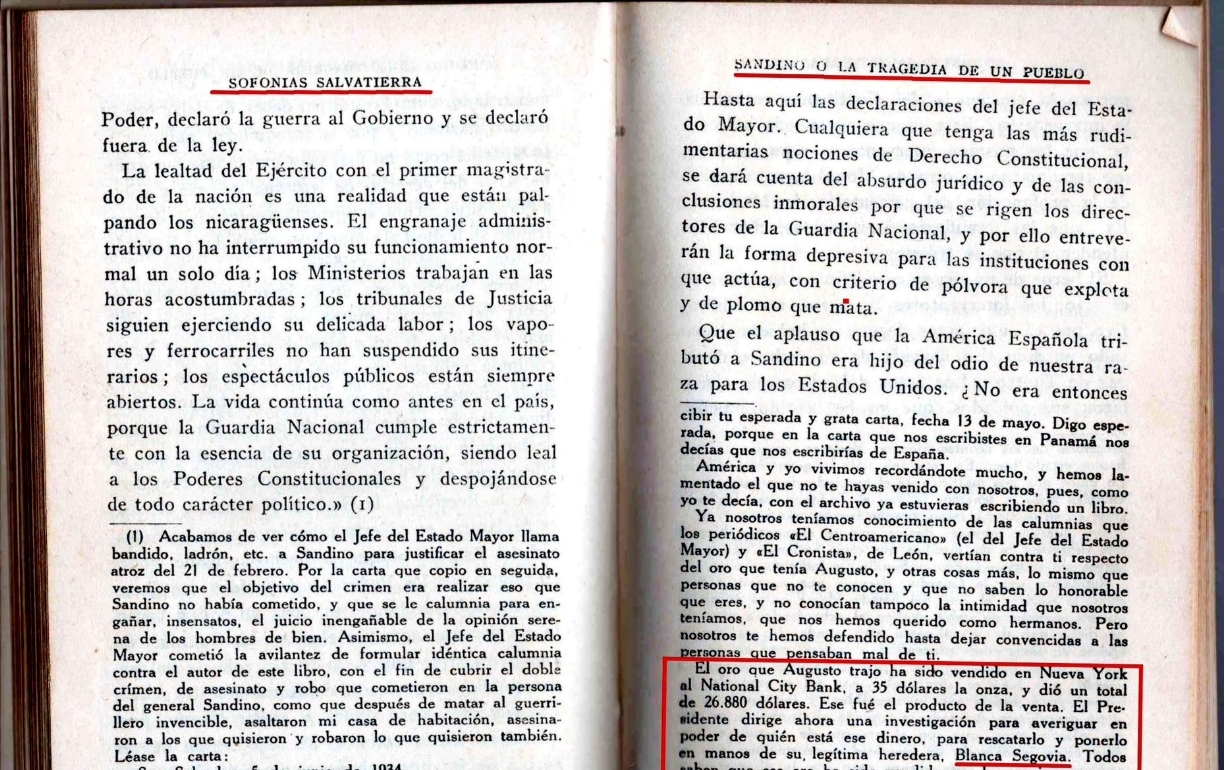 SOFONIAS SALVATIERRA
Poder, declaró la guerra al Gobierno y se declaró
fuera de la ley.
La lealtad del Ejército con el primer magistra-
do de la nación es una realidad que están pal-
pando los nicaragüenses. El engranaje adminis-
trativo no ha interrumpido su funcionamiento nor-
mal un solo día; los Ministerios trabajan en las
horas acostumbradas; los tribunales de Justicia
siguien ejerciendo su delicada labor; los vapo-
res y ferrocarriles no han suspendido sus itine-
rarios; los espectáculos públicos están siempre
abiertos. La vida continúa como antes en el país,
porque la Guardia Nacional cumple estrictamen-
te con la esencia de su organización, siendo leal
a los Poderes Constitucionales y despojándose
de todo carácter político.» (1)
(1) Acabamos de ver cómo el Jefe del Estado Mayor llama
bandido, ladrón, etc. a Sandino para justificar el asesinato
atroz del 21 de febrero. Por la carta que copio en seguida,
veremos que el objetivo del crimen era realizar eso que
Sandino no había cometido, y que se le calumnia para en-
gañar, insensatos, el juicio inengañable de la opinión sere-
na de los hombres de bien. Asimismo, el Jefe del Estado
Mayor cometió la avilantez de formular idéntica calumnia
contra el autor de este libro, con el fin de cubrir el doble
crímen, de asesinato y robo que cometieron en la persona
del general Sandino, como que después de matar al guerri-
llero invencible, asaltaron mi casa de habitación, asesina-
ron a los que quisieron y robaron lo que quisieron también.
Léase la carta:
SANDINO O LA TRAGEDIA DE UN PUEBLO
Hasta aquí las declaraciones del jefe del Esta-
do Mayor. Cualquiera que tenga las más rudi-
mentarias nociones de Derecho Constitucional,
se dará cuenta del absurdo jurídico y de las con-
clusiones inmorales por que se rigen los direc-
tores de la Guardia Nacional, y por ello entreve-
rán la forma depresiva para las instituciones con
que actúa, con criterio de pólvora que explota
y de plomo que mata.
Que el aplauso que la América Española tri-
butó a Sandino era hijo del odio de nuestra ra-
za para los Estados Unidos. ¿No era entonces
cibir tu esperada y grata carta, fecha 13 de mayo. Digo espe-
rada, porque en la carta que nos escribistes en Panamá nos
decías que nos escribirías de España.
América y yo vivimos recordándote mucho, y hemos la-
mentado el que no te hayas venido con nosotros, pues, como
yo te decía, con el archivo ya estuvieras escribiendo un libro.
Ya nosotros teníamos conocimiento de las calumnias que
los periódicos «El Centroamericano» (el del Jefe del Estado
Mayor) y «El Cronista», de León, vertían contra ti respecto
del oro que tenía Augusto, y otras cosas más, lo mismo que
personas que no te conocen y que no saben lo honorable
que eres, y no conocían tampoco la intimidad que nosotros
teníamos, que nos hemos querido como hermanos. Pero
nosotros te hemos defendido hasta dejar convencidas a las
personas que pensaban mal de ti.
El oro que Augusto trajo ha sido vendido en Nueva York
al National City Bank, a 35 dólares la onza, y dió un total
de 26.880 dólares. Ese fué el producto de la venta. El Pre-
sidente dirige ahora una investigación para averiguar en
poder de quién está ese dinero, para rescatarlo y ponerlo
en manos de su legítima heredera, Blanca Segovia. Todos